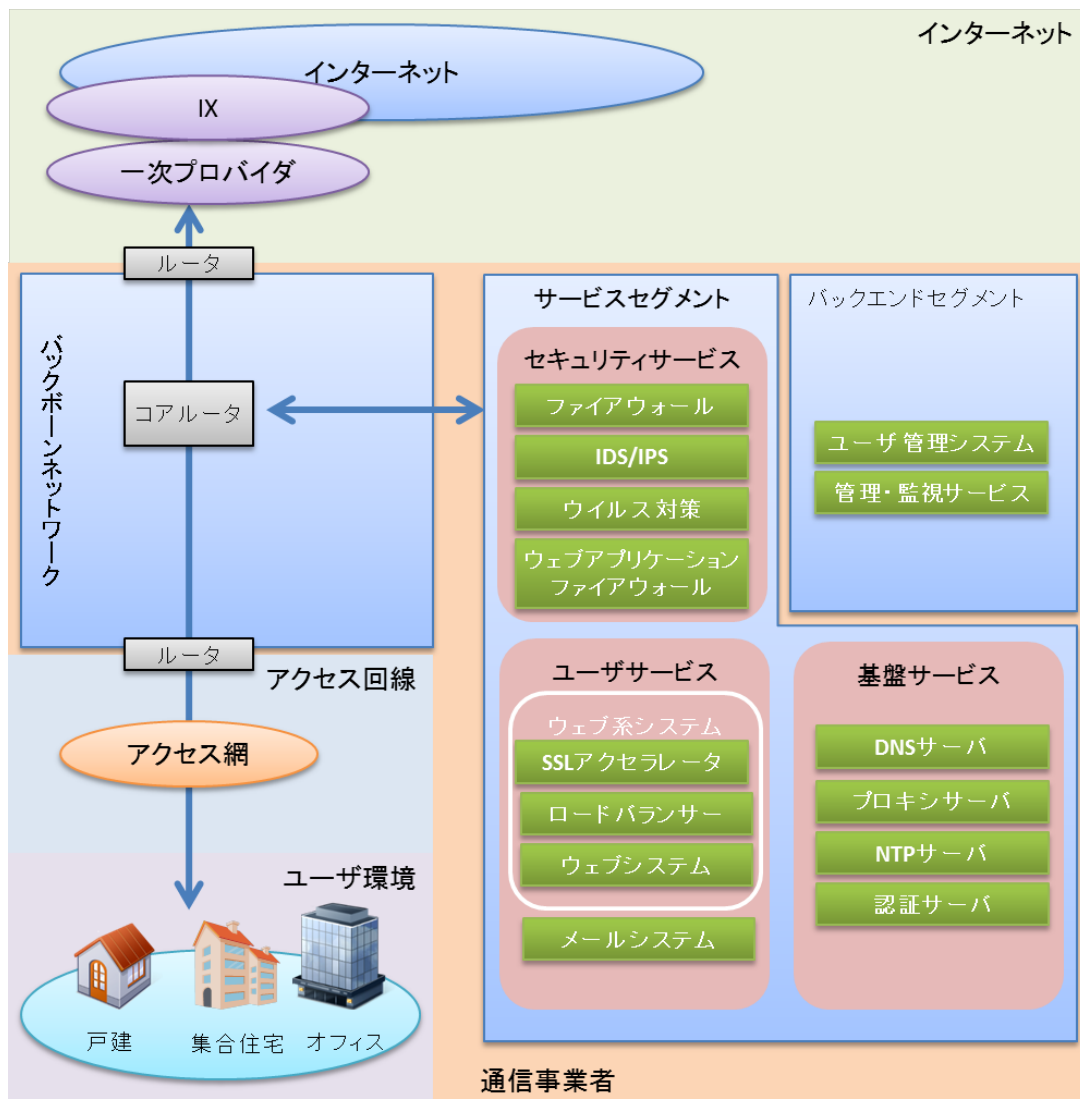 インターネット
インターネット
IX
一次プロバイダ
ルータ
バックボーンネットワーク
コアルータ
ルータ
アクセス回線
アクセス網
ユーザ環境
戸建
集合住宅
オフィス
サービスセグメント
セキュリティサービス
ファイアウォール
IDS/IPS
ウイルス対策
ウェブアプリケーション
ファイアウォール
バックエンドセグメント
ユーザ管理システム
管理・監視サービス
ユーザサービス
ウェブ系システム
SSLアクセラレータ
ロードバランサー
ウェブシステム
メールシステム
基盤サービス
DNSサーバ
プロキシサーバ
NTPサーバ
認証サーバ
通信事業者